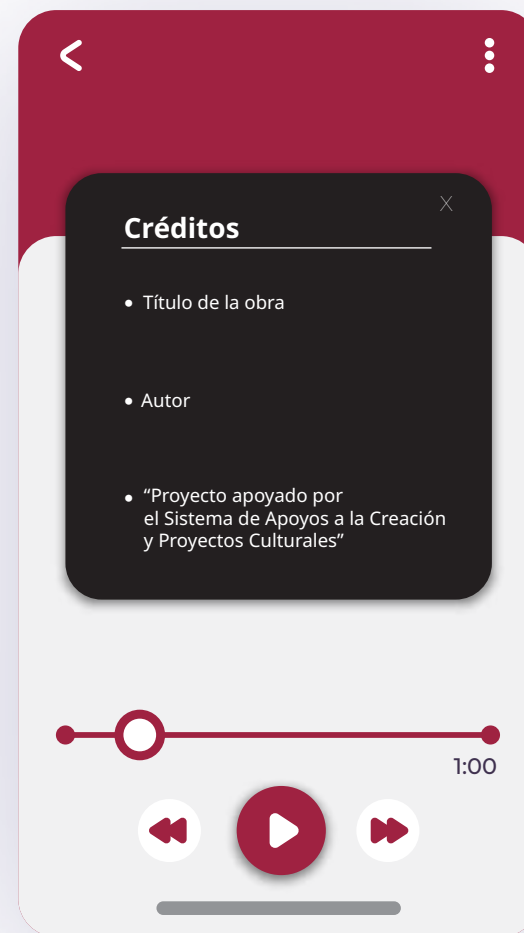 X
Créditos
• Título de la obra
• Autor
• “Proyecto apoyado por
el Sistema de Apoyos a la Creación
y Proyectos Culturales”
1:00